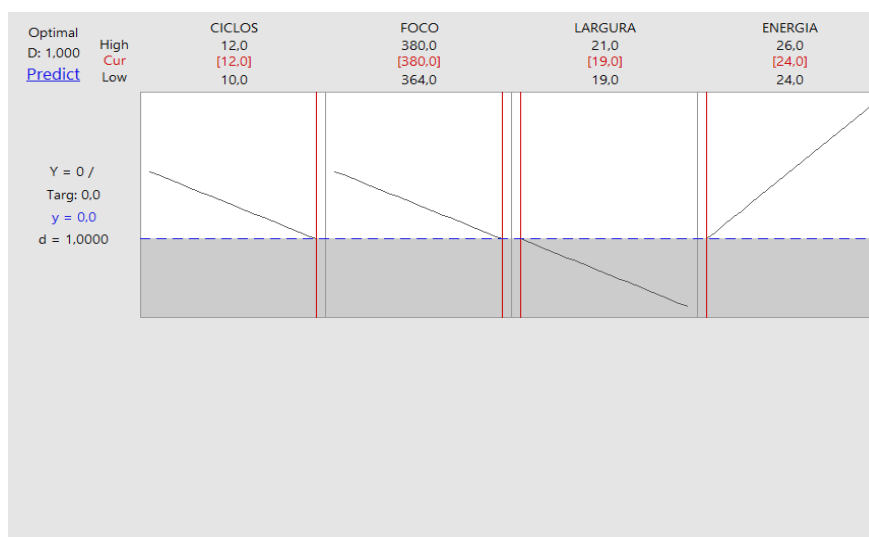 Optimal
D: 1,000
Predict
High
Cur
Low
CICLOS
12,0
[12,0]
10,0
FOCO
380,0
[380,0]
364,0
LARGURA
21,0
[19,0]
19,0
ENERGIA
26,0
[24,0]
24,0
Y = 0 /
Targ: 0,0
y = 0,0
d = 1,0000